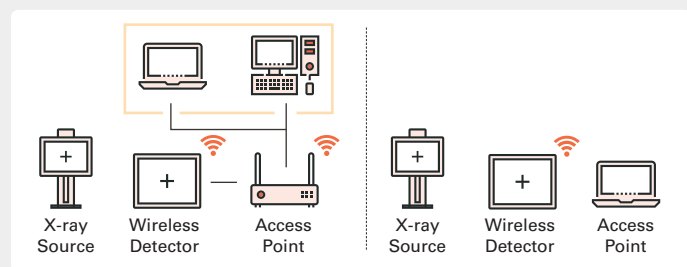 X-ray
Source
Wireless
Detector
Access
Point
X-ray
Source
Wireless
Detector
Access
Point